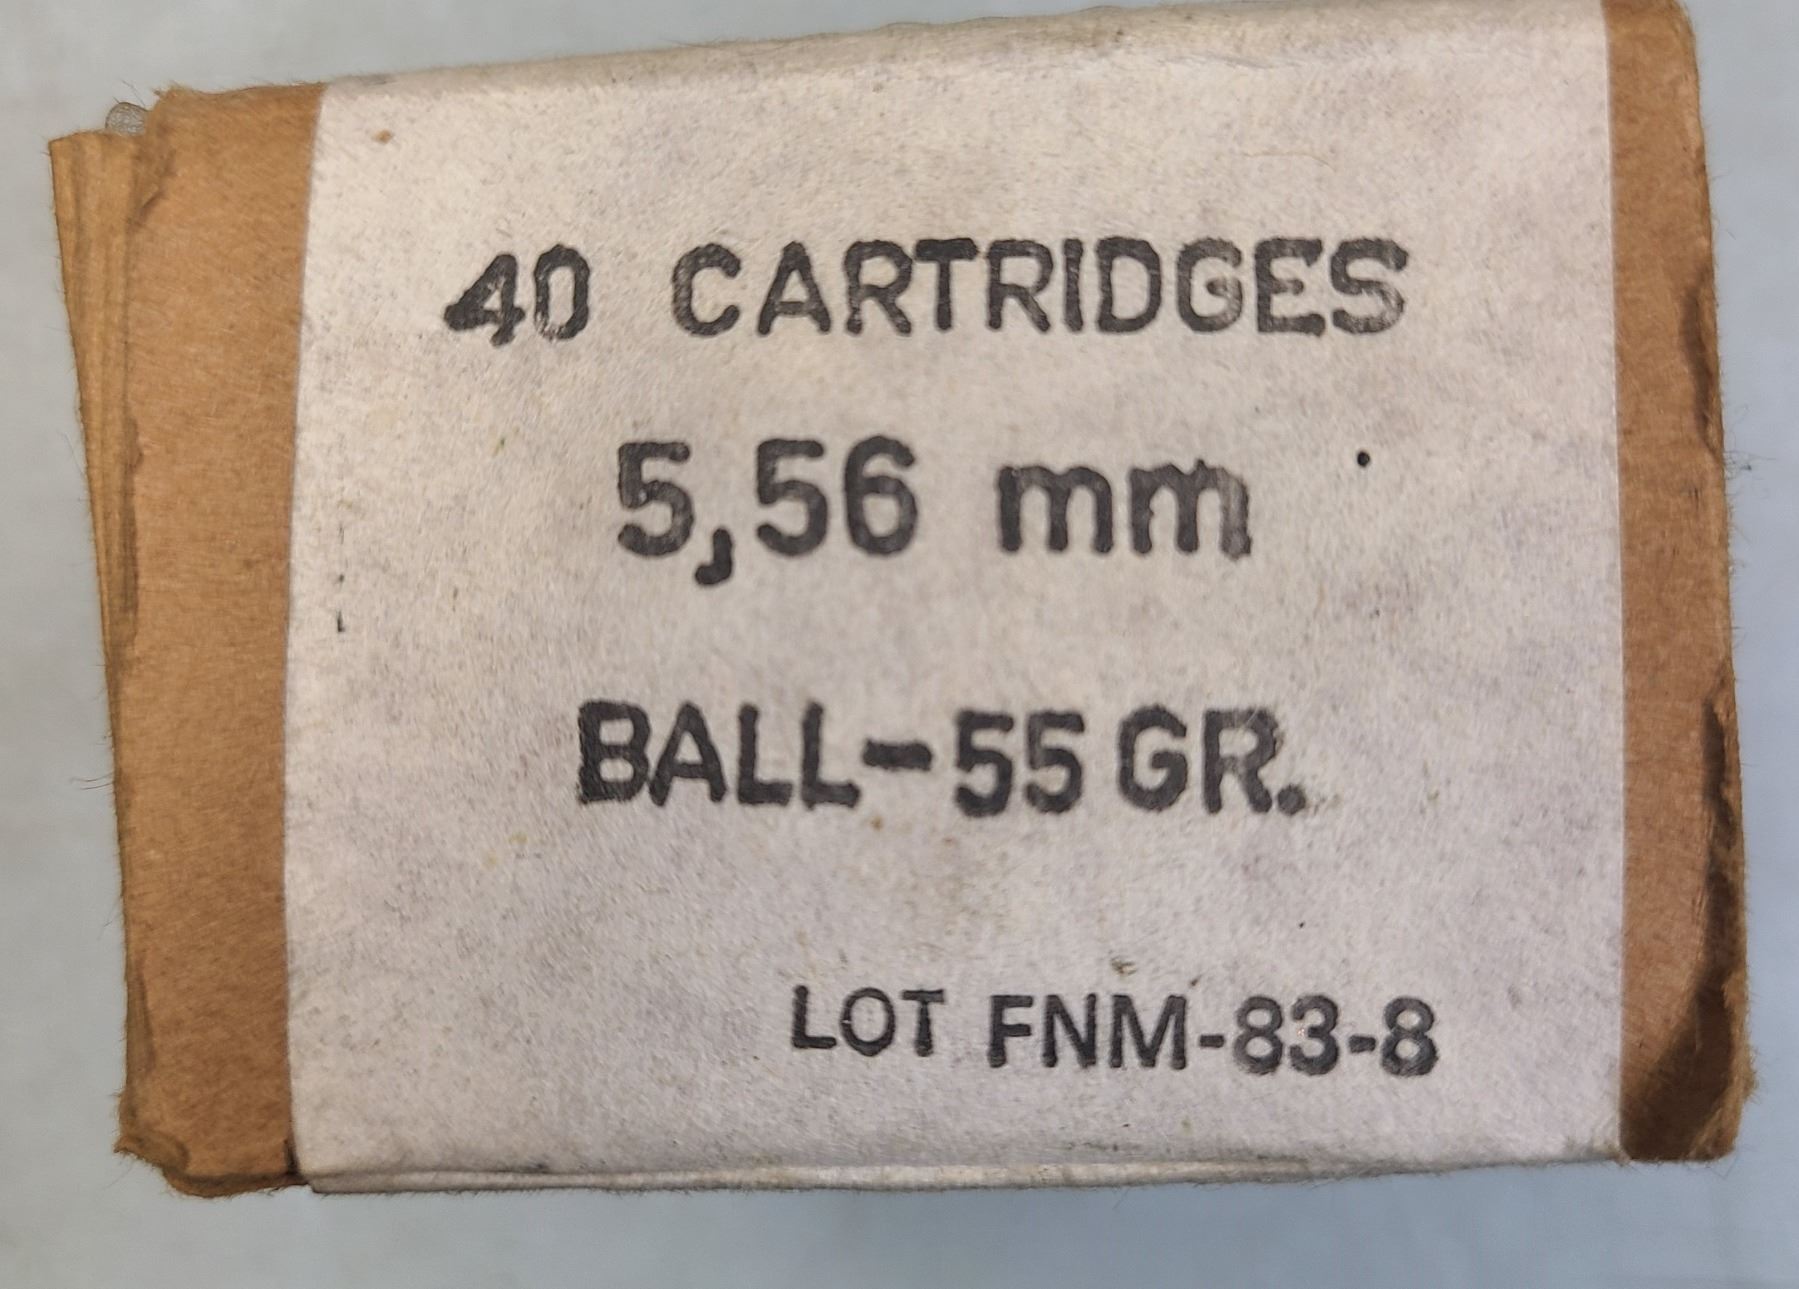 40 CARTRIDGES
5,56 mm
BALL-55 GR.
LOT FNM-83-8